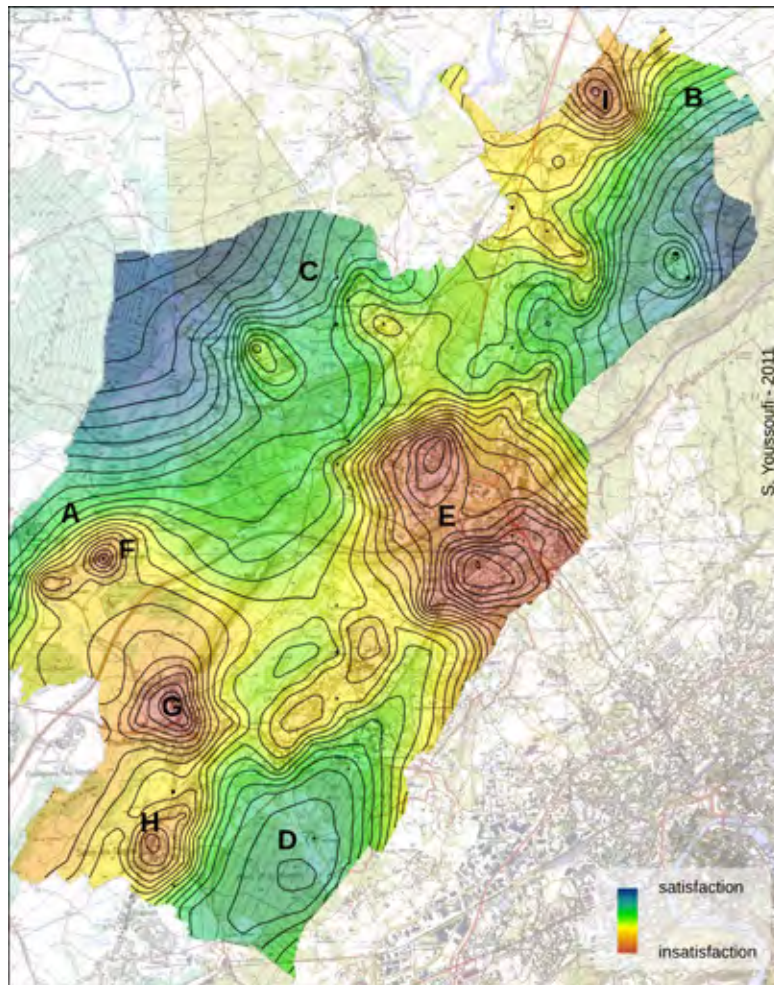 I
B
C
S. Youssoufi - 2011
A
E
F
G
H
D
satisfaction
insatisfaction